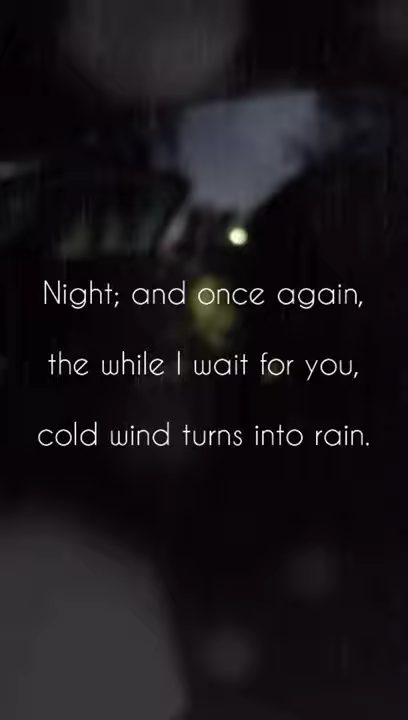 Night; and once again,
the while I wait for you,
cold wind turns into rain.